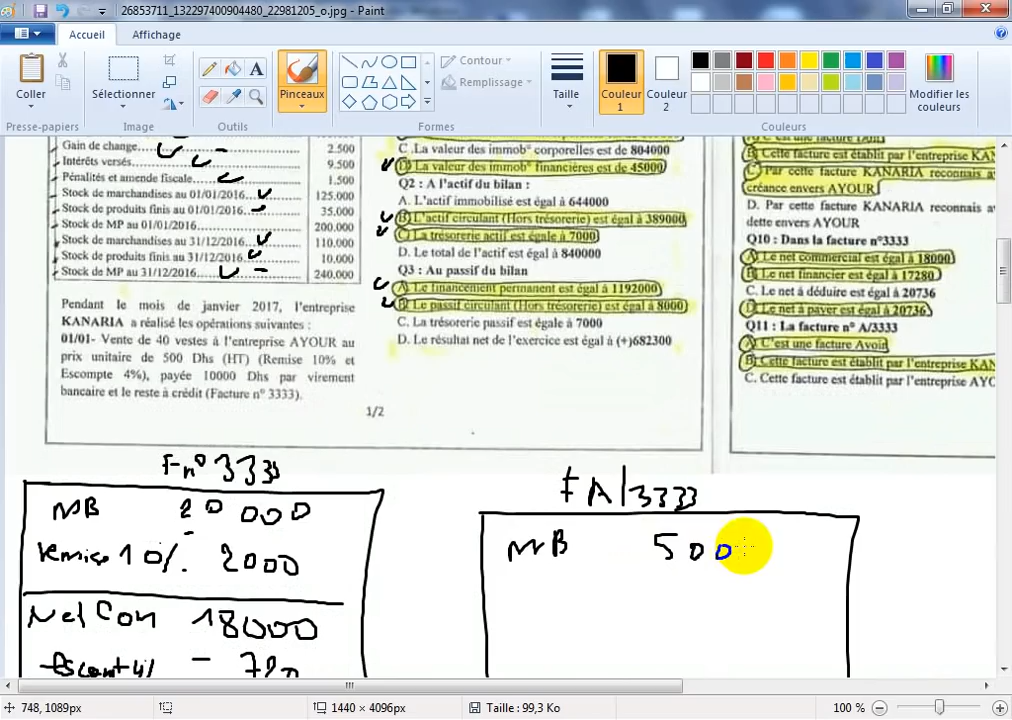 26853711_132297400904480_22981205_o.jpg - Paint
Accueil
Affichage
Coller
Sélectionner
Pinceaux
Contour
Remplissage
Taille
Couleur 1
Couleur 2
Modifier les couleurs
Presse-papiers
Image
Outils
Formes
Couleurs
Gain de change 2.500
Intérêts versés 9.500
Pénalités et amende fiscale 1.500
Stock de marchandises au 01/01/2016 125.000
Stock de produits finis au 01/01/2016 35.000
Stock de MP au 01/01/2016 200.000
Stock de marchandises au 31/12/2016 110.000
Stock de produits finis au 31/12/2016 10.000
Stock de MP au 31/12/2016 240.000
Pendant le mois de janvier 2017, l'entreprise
KANARIA a réalisé les opérations suivantes :
01/01- Vente de 40 vestes à l'entreprise AYOUR au
prix unitaire de 500 Dhs (HT) (Remise 10% et
Escompte 4%), payée 10000 Dhs par virement
bancaire et le reste à crédit (Facture n° 3333).
C .La valeur des immob° corporelles est de 804000
D) La valeur des immob° financières est de 45000
Q2 : A l'actif du bilan :
A. L'actif immobilisé est égal à 644000
B) L'actif circulant (Hors trésorerie) est égal à 389000
C) La trésorerie actif est égale à 7000
D. Le total de l'actif est égal à 840000
Q3 : Au passif du bilan
A. Le financement permanent est égal à 1192000
B. Le passif circulant (Hors trésorerie) est égal à 8000
C. La trésorerie passif est égale à 7000
D. Le résultat net de l'exercice est égal à (+)682300
1/2
B. Cette facture est établit par l'entreprise KAN
C. Par cette facture KANARIA reconnais a
créance envers AYOUR
D. Par cette facture KANARIA reconnais a
dette envers AYOUR
Q10 : Dans la facture n°3333
A. Le net commercial est égal à 18000
B. Le net financier est égal à 17280
C. Le net à déduire est égal à 20736
D. Le net à payer est égal à 20736
Q11 : La facture n° A/3333
A. C'est une facture Avoir
B. Cette facture est établit par l'entreprise KAN
C. Cette facture est établit par l'entreprise AYO
F n° 3333
MB 20 000
Remise 10%. 2000
Net Com 18000
Escont 4% - 720
F A/3333
MB 500
748, 1089px
1440 × 4096px
Taille : 99,3 Ko
100 %